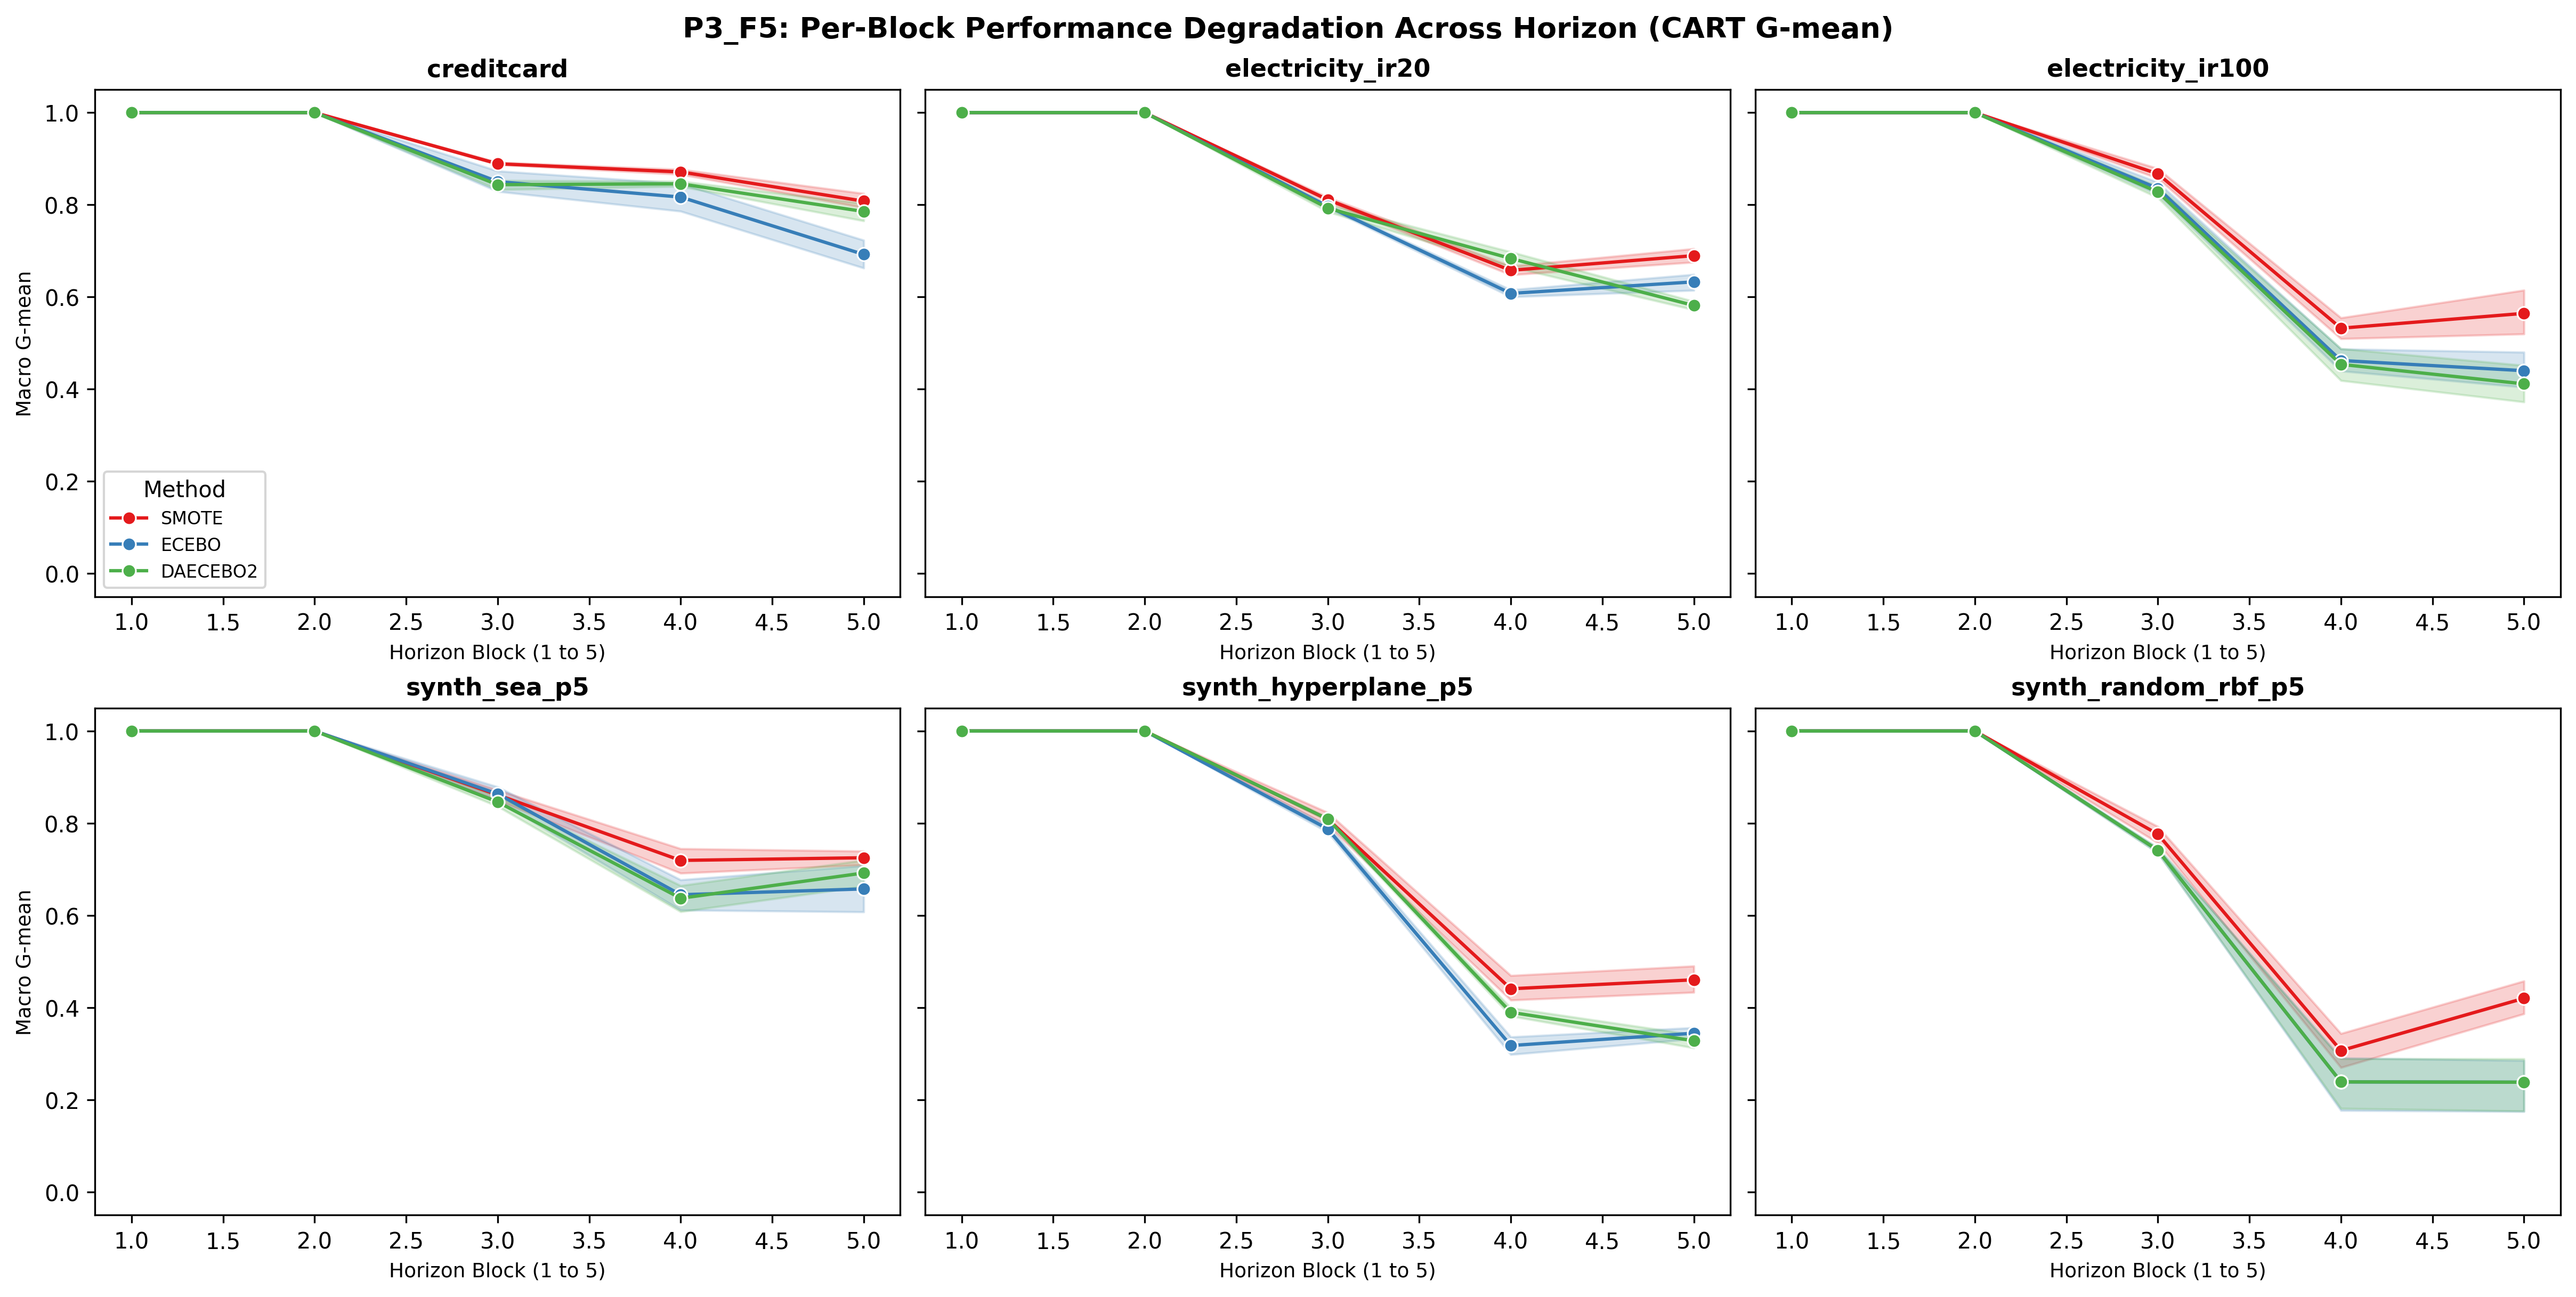 P3_F5: Per-Block Performance Degradation Across Horizon (CART G-mean)
creditcard
electricity_ir20
electricity_ir100
Macro G-mean
1.0
0.8
0.6
0.4
0.2
0.0
Method
SMOTE
ECEBO
DAECEBO2
1.0 1.5 2.0 2.5 3.0 3.5 4.0 4.5 5.0
Horizon Block (1 to 5)
1.0 1.5 2.0 2.5 3.0 3.5 4.0 4.5 5.0
Horizon Block (1 to 5)
1.0 1.5 2.0 2.5 3.0 3.5 4.0 4.5 5.0
Horizon Block (1 to 5)
synth_sea_p5
synth_hyperplane_p5
synth_random_rbf_p5
Macro G-mean
1.0
0.8
0.6
0.4
0.2
0.0
1.0 1.5 2.0 2.5 3.0 3.5 4.0 4.5 5.0
Horizon Block (1 to 5)
1.0 1.5 2.0 2.5 3.0 3.5 4.0 4.5 5.0
Horizon Block (1 to 5)
1.0 1.5 2.0 2.5 3.0 3.5 4.0 4.5 5.0
Horizon Block (1 to 5)